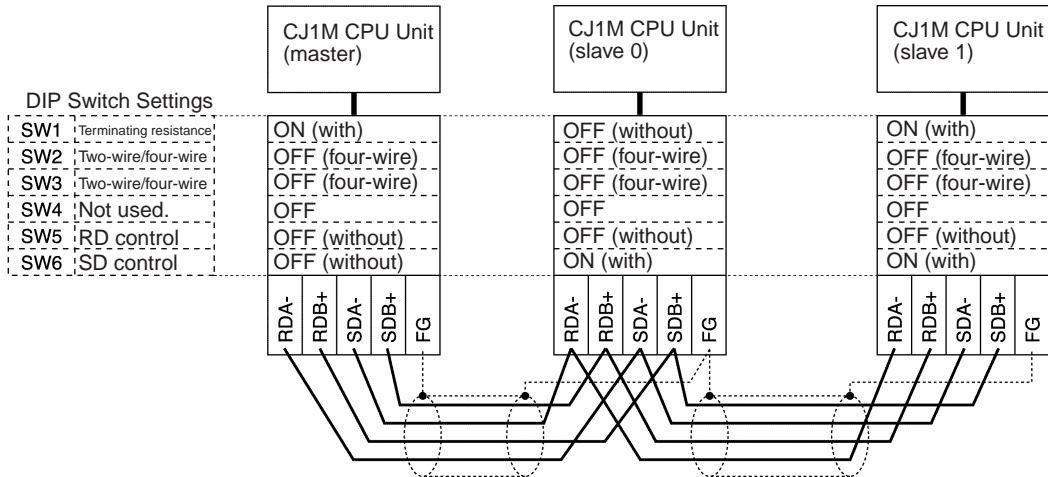 CJ1M CPU Unit
(master)
CJ1M CPU Unit
(slave 0)
CJ1M CPU Unit
(slave 1)
DIP Switch Settings
SW1 Terminating resistance ON (with) OFF (without) ON (with)
SW2 Two-wire/four-wire OFF (four-wire) OFF (four-wire) OFF (four-wire)
SW3 Two-wire/four-wire OFF (four-wire) OFF (four-wire) OFF (four-wire)
SW4 Not used. OFF OFF OFF
SW5 RD control OFF (without) OFF (without) OFF (without)
SW6 SD control OFF (without) ON (with) ON (with)
RDA- RDB+ SDA- SDB+ FG RDA- RDB+ SDA- SDB+ FG RDA- RDB+ SDA- SDB+ FG